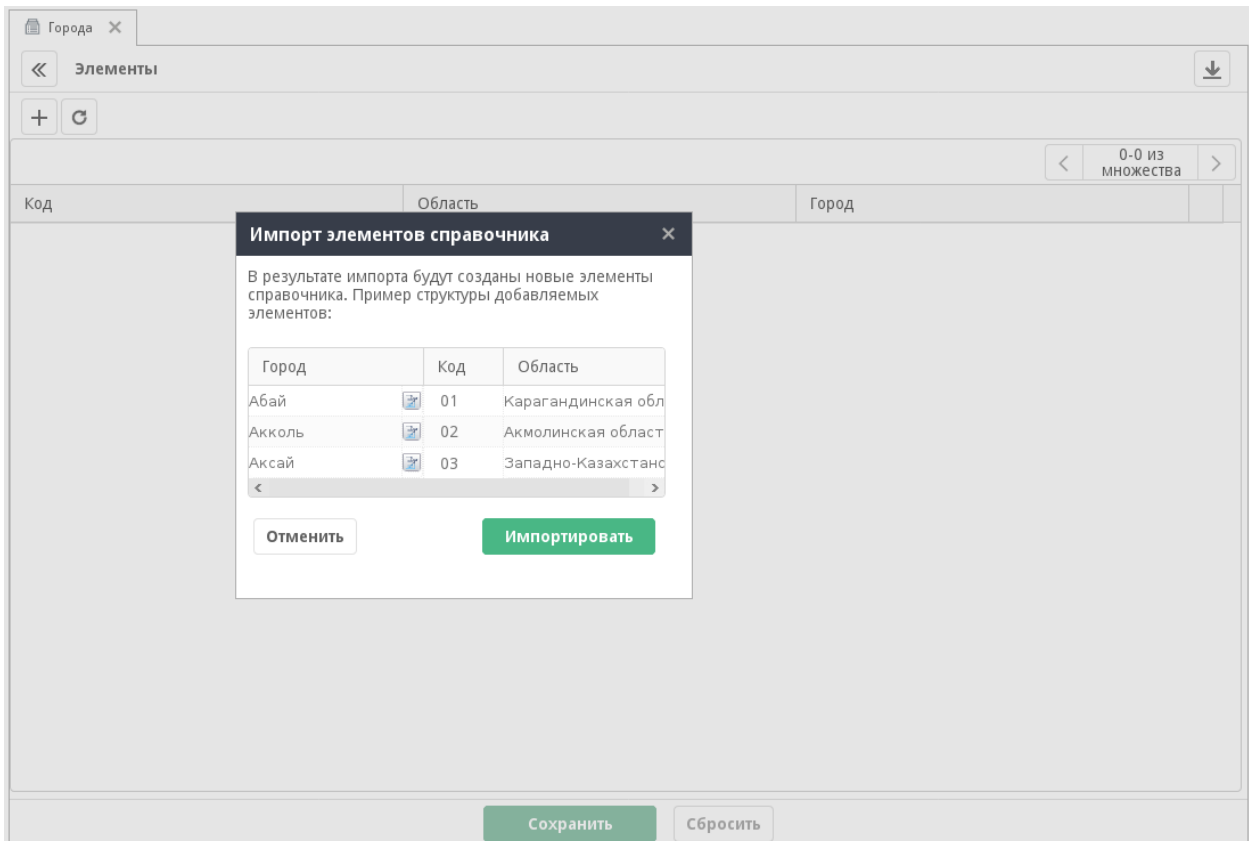 Города
Элементы
0-0 из
множества
Код Область Город
Импорт элементов справочника
В результате импорта будут созданы новые элементы
справочника. Пример структуры добавляемых
элементов:
Город Код Область
Абай 01 Карагандинская обл
Акколь 02 Акмолинская област
Аксай 03 Западно-Казахстанс
Отменить Импортировать
Сохранить Сбросить